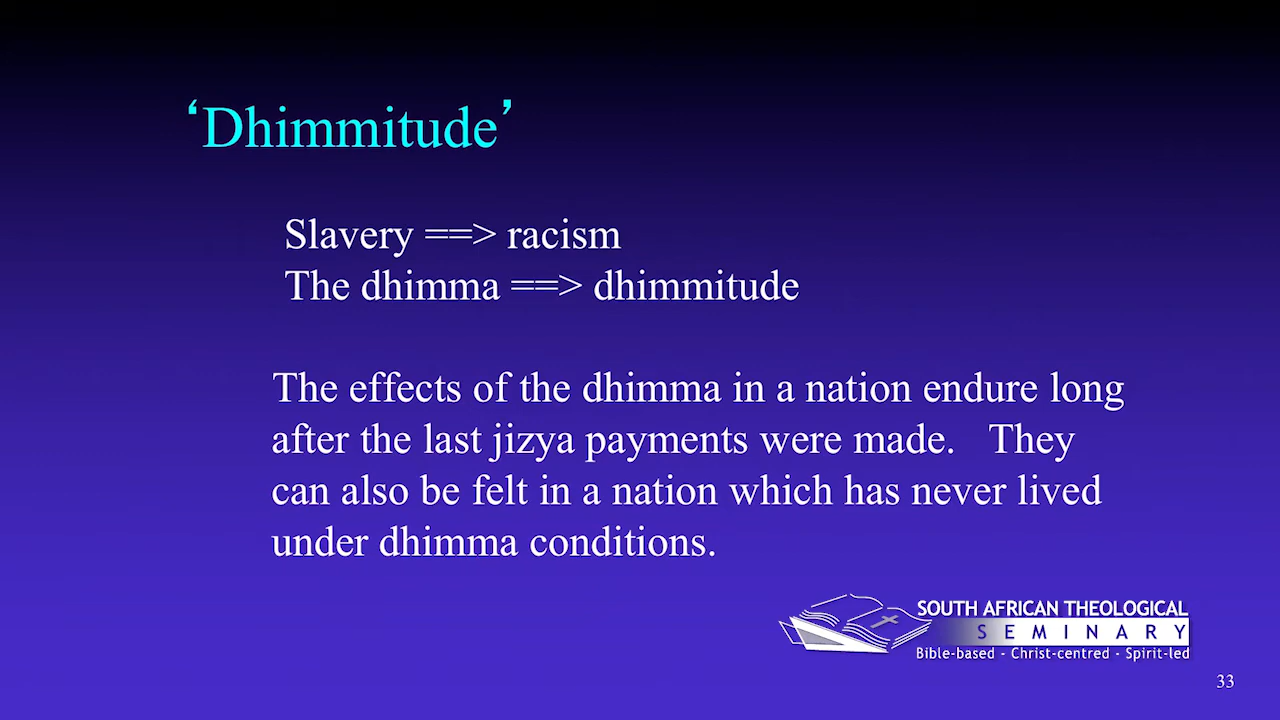 ‘Dhimmitude’
Slavery ==> racism
The dhimma ==> dhimmitude
The effects of the dhimma in a nation endure long
after the last jizya payments were made.   They
can also be felt in a nation which has never lived
under dhimma conditions.
SOUTH AFRICAN THEOLOGICAL
SEMINARY
Bible-based - Christ-centred - Spirit-led
33